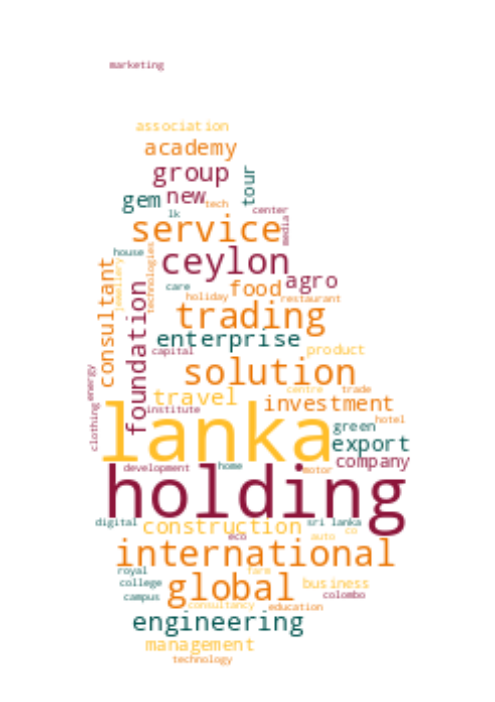 marketing
association
academy
group
tour
gem new tech
lk center
service media
house ceylon
consultant jewellery technologies agro
care food
holiday restaurant
foundation trading
enterprise
capital product
solution
energy travel centre trade
clothing institute investment
lanka green hotel
export
development home motor company
holding
digital construction sri lanka
eco auto co
international
royal farm
college global business
campus colombo
consultancy education
engineering
management
technology